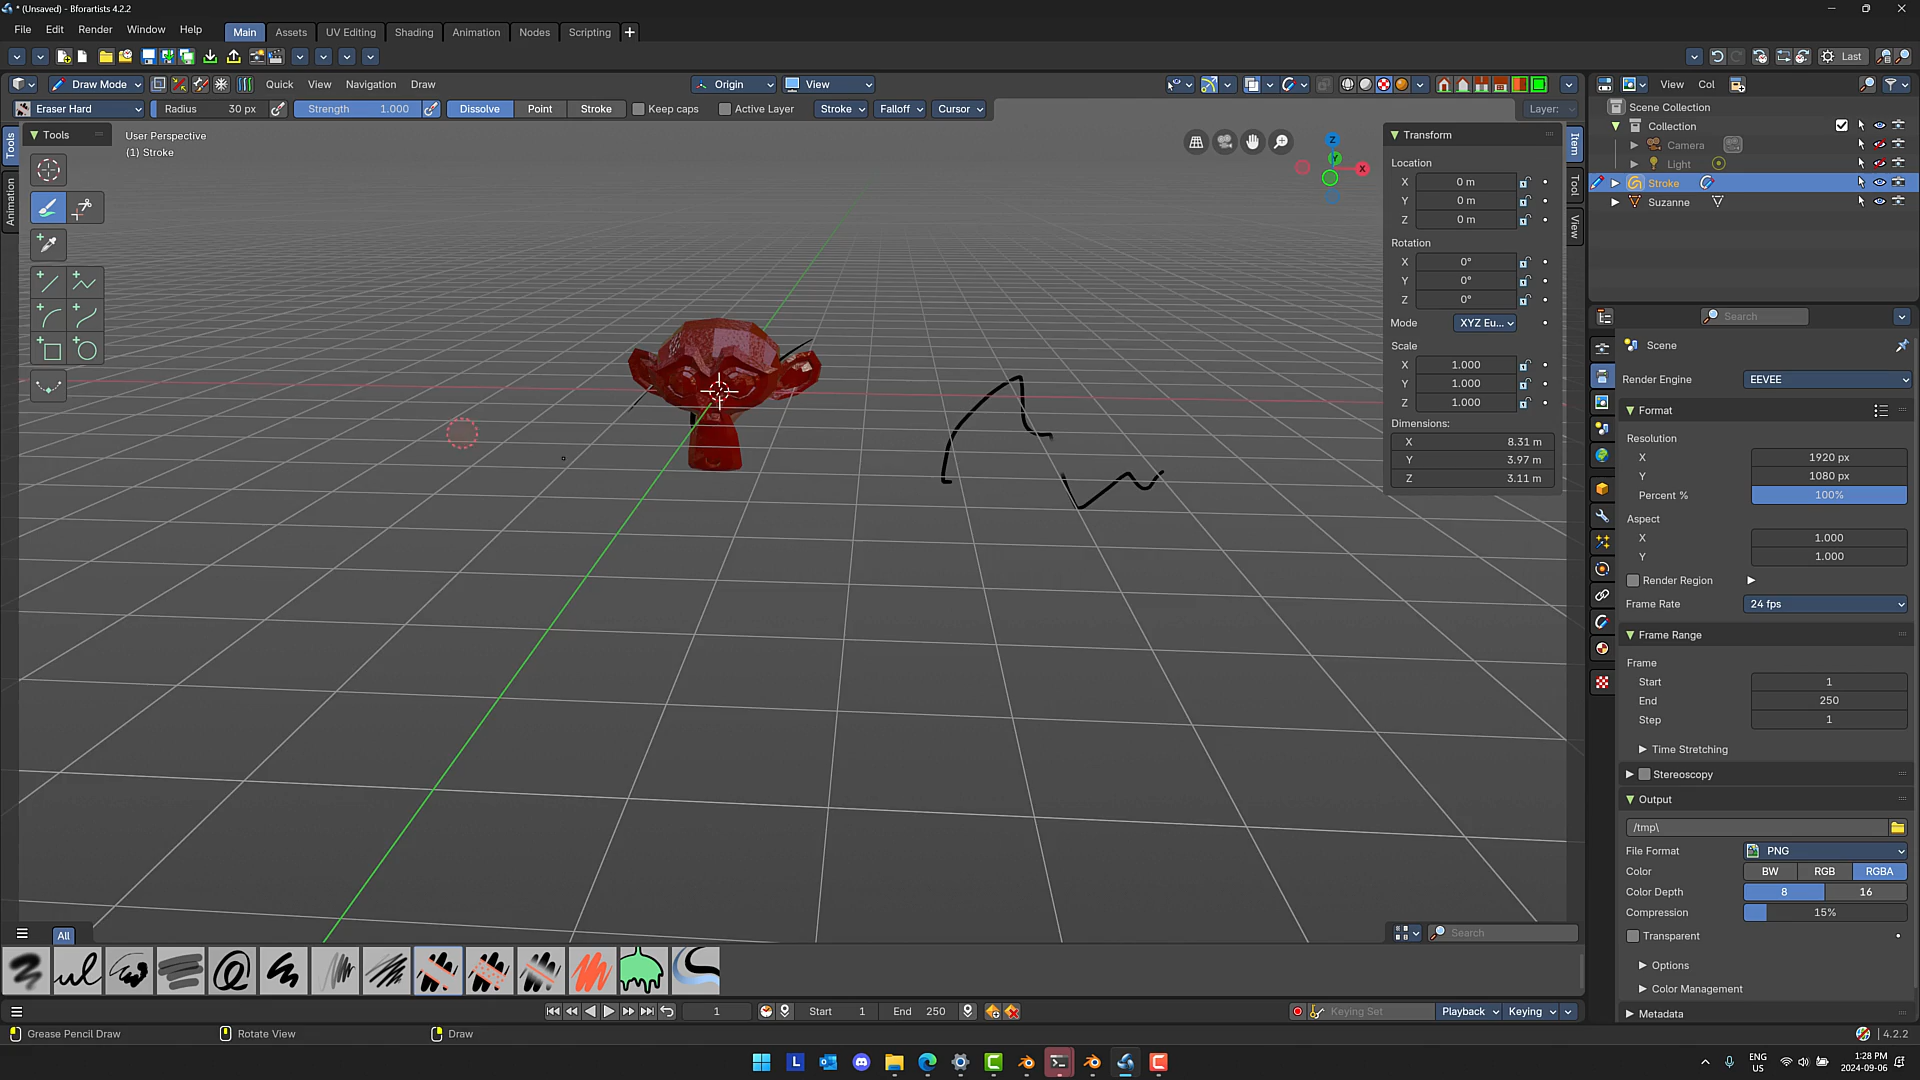 * (Unsaved) - Bforartists 4.2.2
File Edit Render Window Help Main Assets UV Editing Shading Animation Nodes Scripting +
Last
Draw Mode Quick View Navigation Draw Origin View
View Col
Eraser Hard Radius 30 px Strength 1.000 Dissolve Point Stroke Keep caps Active Layer Stroke Falloff Cursor Layer:
Tools
Animation
Tools
User Perspective
(1) Stroke
Z
Y
X
Item
Tool
View
Transform
Location
X 0 m
Y 0 m
Z 0 m
Rotation
X 0°
Y 0°
Z 0°
Mode XYZ Eu...
Scale
X 1.000
Y 1.000
Z 1.000
Dimensions:
X 8.31 m
Y 3.97 m
Z 3.11 m
Scene Collection
Collection
Camera
Light
Stroke
Suzanne
Search
Scene
Render Engine EEVEE
Format
Resolution
X 1920 px
Y 1080 px
Percent % 100%
Aspect
X 1.000
Y 1.000
Render Region
Frame Rate 24 fps
Frame Range
Frame
Start 1
End 250
Step 1
Time Stretching
Stereoscopy
Output
/tmp\
File Format PNG
Color BW RGB RGBA
Color Depth 8 16
Compression 15%
Transparent
Options
Color Management
Metadata
All
Search
1 Start 1 End 250 Keying Set Playback Keying
Grease Pencil Draw Rotate View Draw 4.2.2
L
ENG
US
1:28 PM
2024-09-06